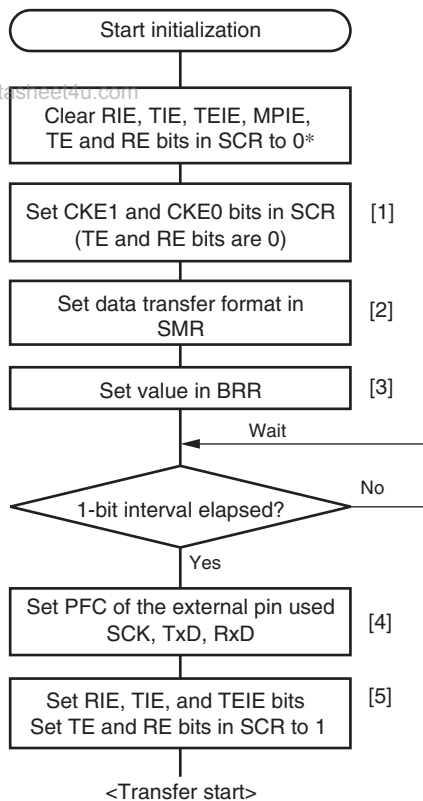 Start initialization
tasheet4u.com
Clear RIE, TIE, TEIE, MPIE,
TE and RE bits in SCR to 0*
Set CKE1 and CKE0 bits in SCR
(TE and RE bits are 0)
[1]
Set data transfer format in
SMR
[2]
Set value in BRR
[3]
Wait
1-bit interval elapsed?
No
Yes
Set PFC of the external pin used
SCK, TxD, RxD
[4]
Set RIE, TIE, and TEIE bits
Set TE and RE bits in SCR to 1
[5]
<Transfer start>